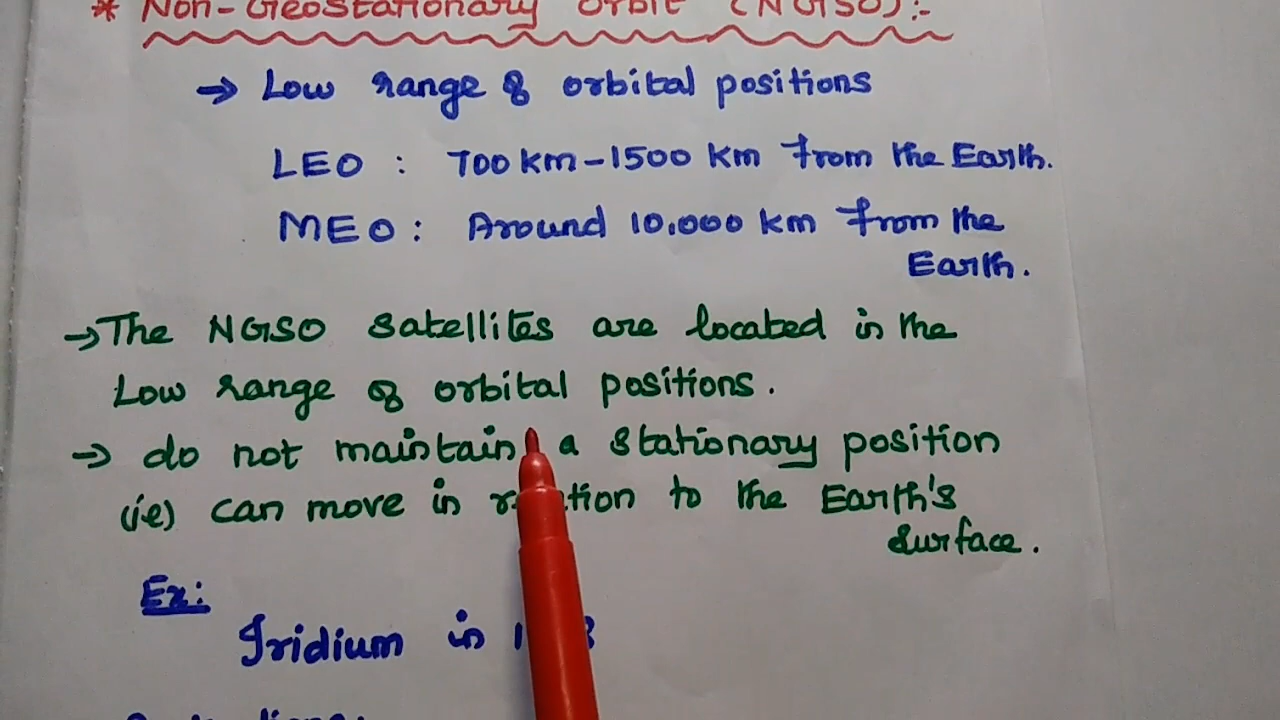 * Non-Geostationary Orbit (NGSO):-
→ Low range of orbital positions
LEO : 700 km - 1500 km from the Earth.
MEO : Around 10,000 km from the
Earth.
→ The NGSO satellites are located in the
Low range of orbital positions.
→ do not maintain a stationary position
(ie) can move in to the Earth's
surface.
Ex:
Iridium in